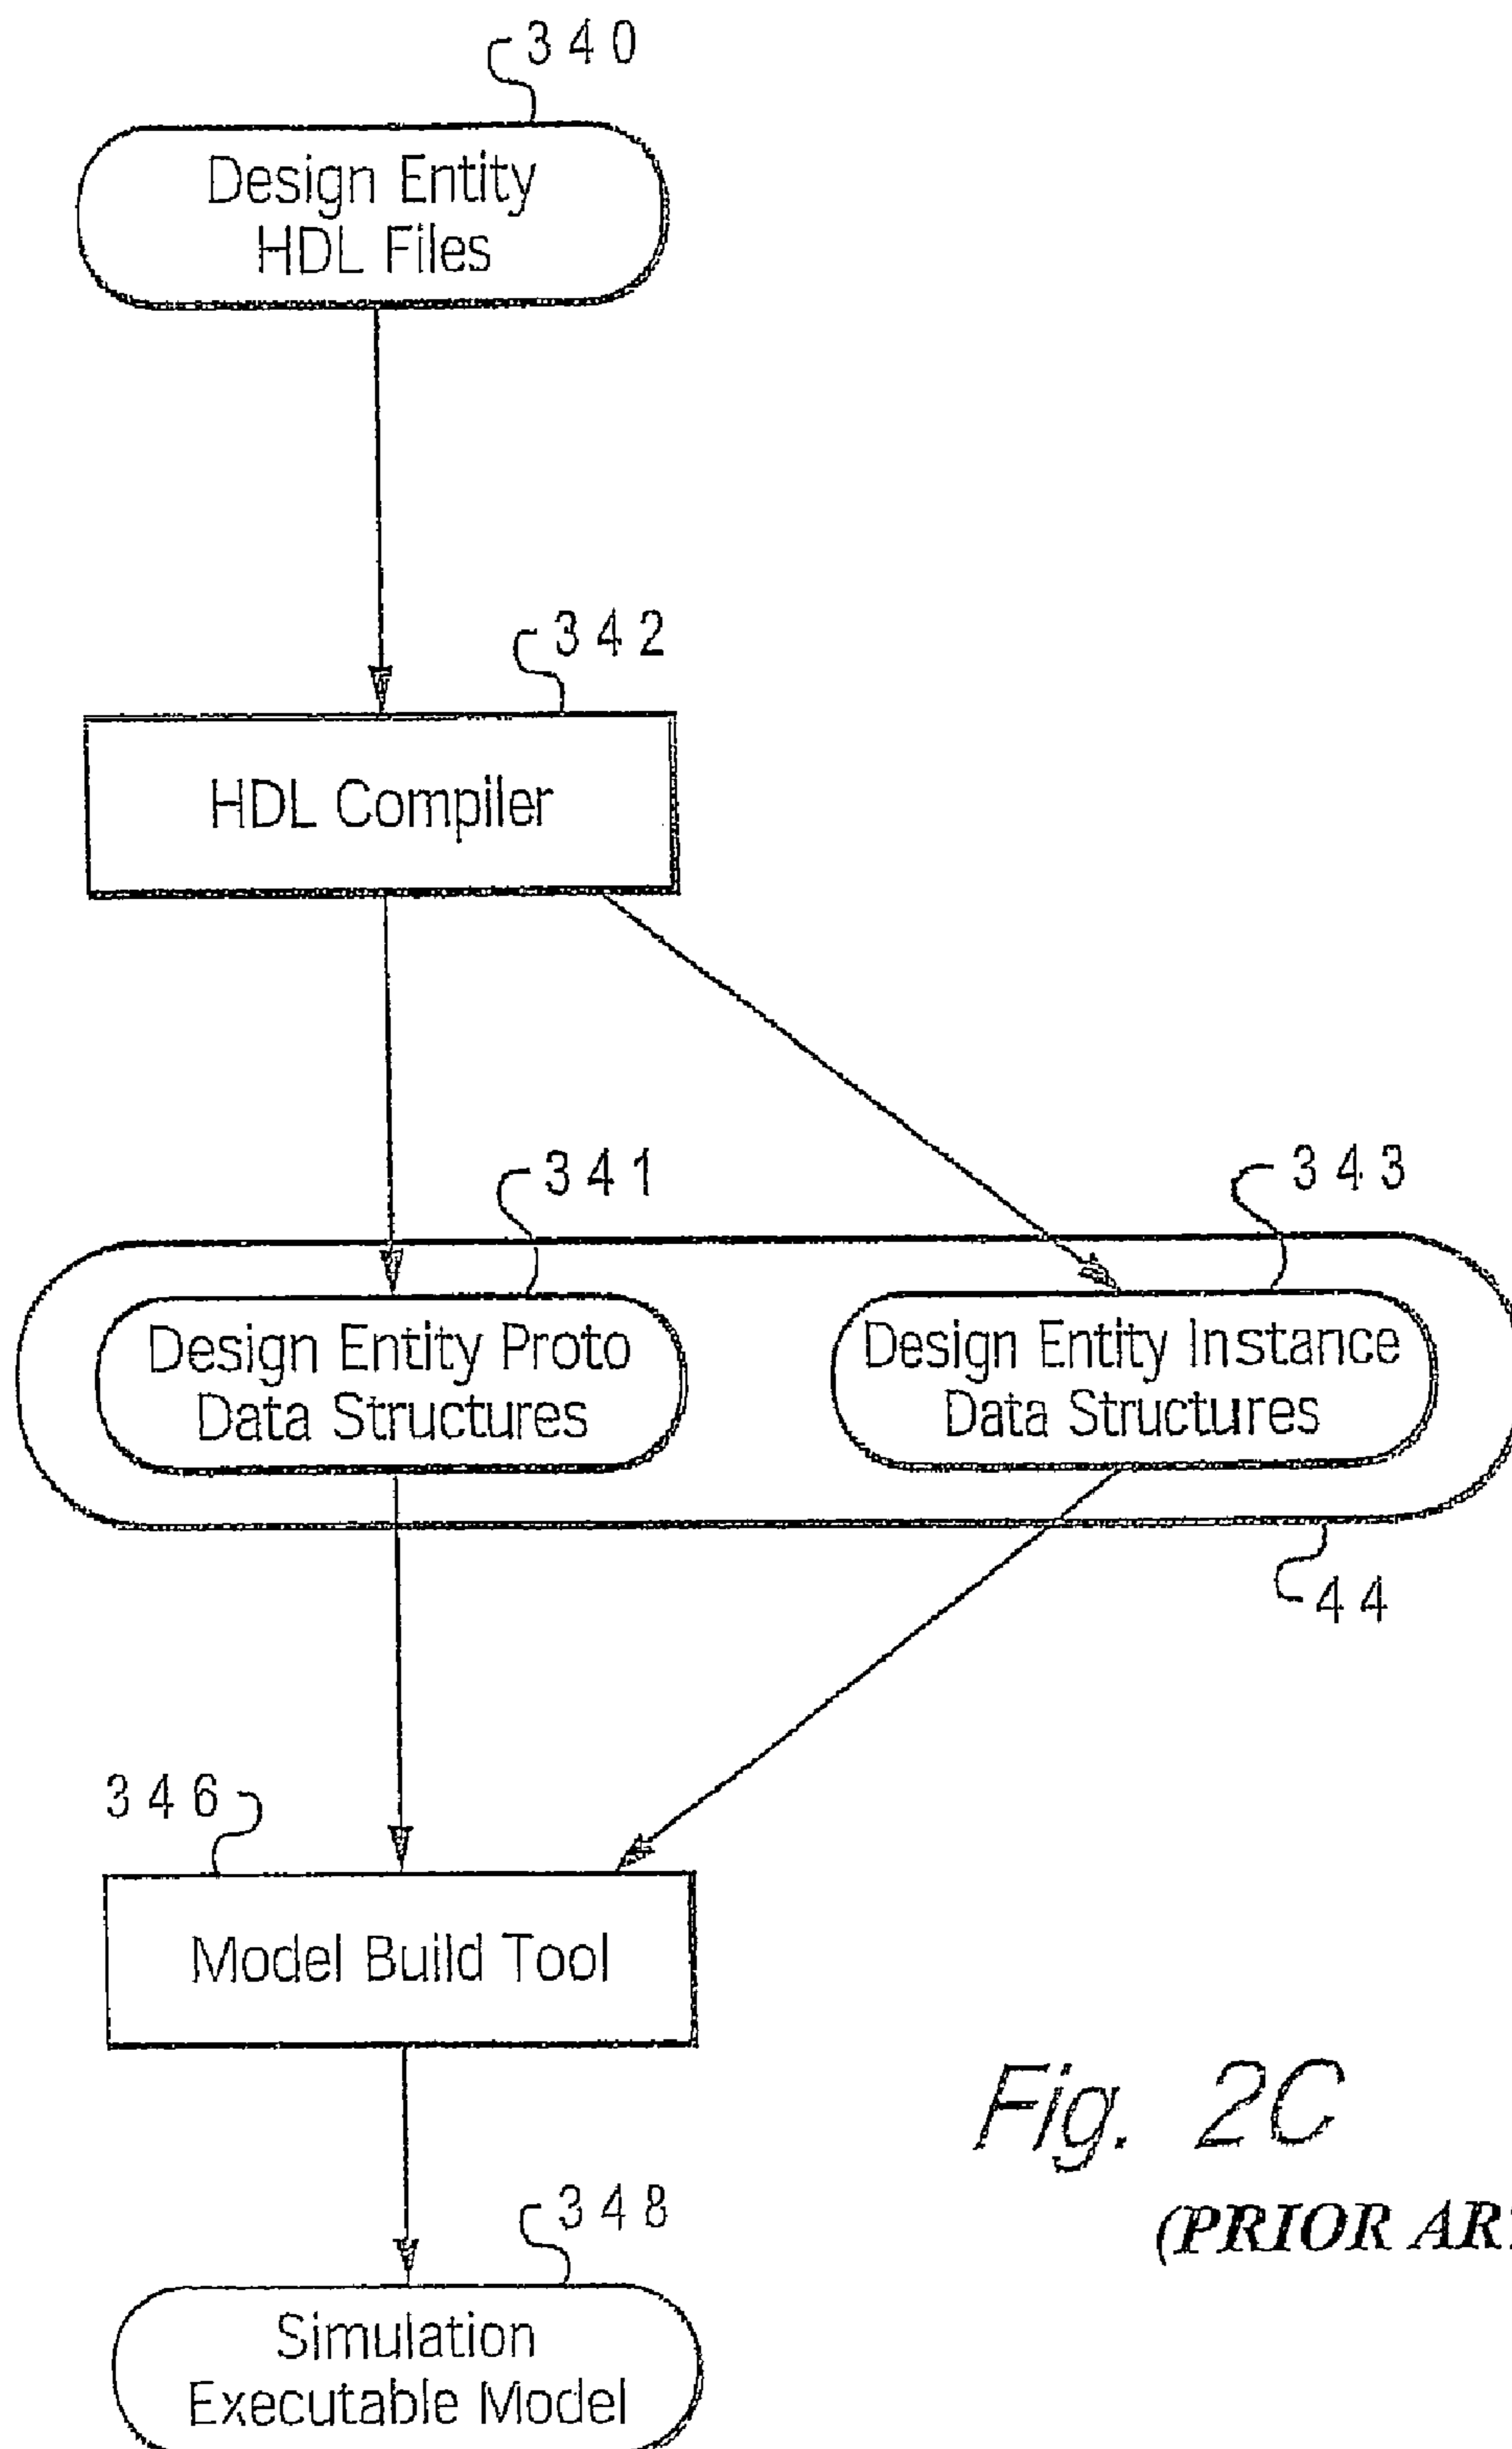 340
Design Entity
HDL Files
342
HDL Compiler
341
343
Design Entity Proto
Data Structures
Design Entity Instance
Data Structures
44
346
Model Build Tool
Fig. 2C
(PRIOR
348
Simulation
Executable Model